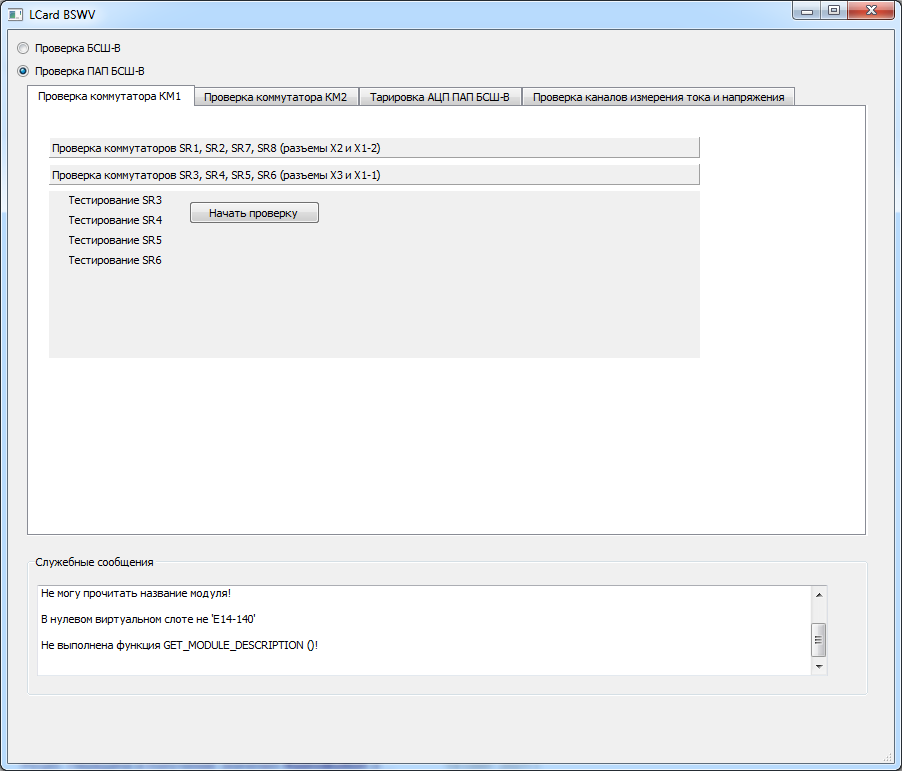 LCard BSWV
Проверка БСШ-В
Проверка ПАП БСШ-В
Проверка коммутатора КМ1
Проверка коммутатора КМ2
Тарировка АЦП ПАП БСШ-В
Проверка каналов измерения тока и напряжения
Проверка коммутаторов SR1, SR2, SR7, SR8 (разъемы X2 и X1-2)
Проверка коммутаторов SR3, SR4, SR5, SR6 (разъемы X3 и X1-1)
Тестирование SR3
Начать проверку
Тестирование SR4
Тестирование SR5
Тестирование SR6
Служебные сообщения
Не могу прочитать название модуля!
В нулевом виртуальном слоте не 'E14-140'
Не выполнена функция GET_MODULE_DESCRIPTION ()!